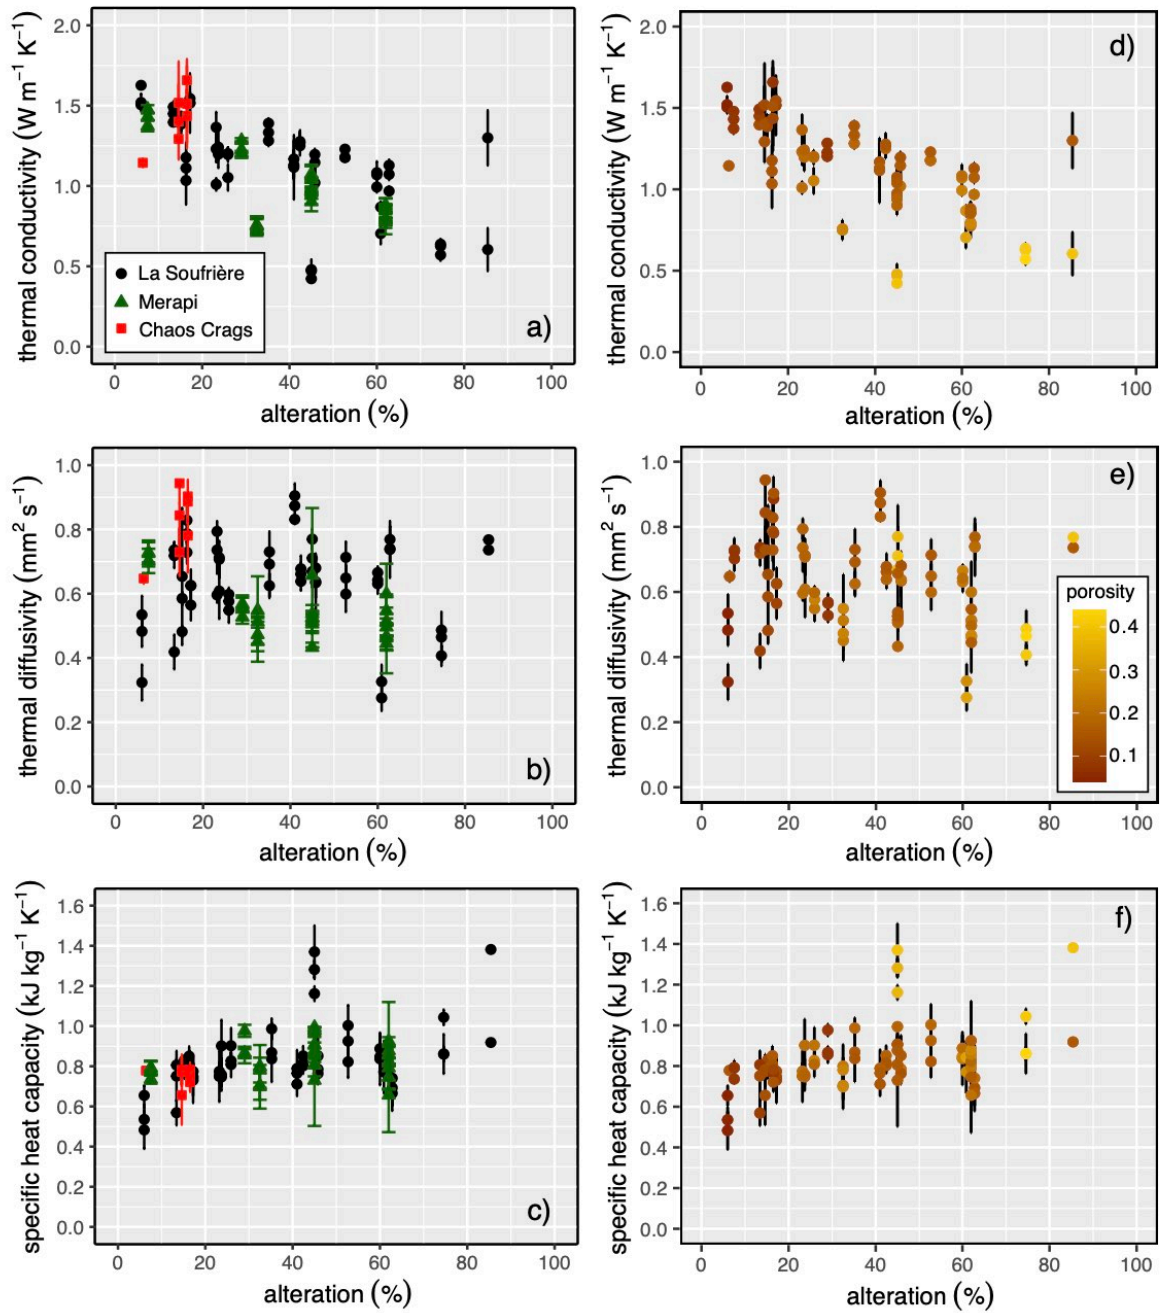 thermal conductivity (W m⁻¹ K⁻¹)
2.0
1.5
1.0
0.5
0.0
La Soufrière
Merapi
Chaos Crags
a)
0 20 40 60 80 100
alteration (%)
thermal conductivity (W m⁻¹ K⁻¹)
2.0
1.5
1.0
0.5
0.0
d)
0 20 40 60 80 100
alteration (%)
thermal diffusivity (mm² s⁻¹)
1.0
0.8
0.6
0.4
0.2
0.0
b)
0 20 40 60 80 100
alteration (%)
thermal diffusivity (mm² s⁻¹)
1.0
0.8
0.6
0.4
0.2
0.0
e)
porosity
0.4
0.3
0.2
0.1
0 20 40 60 80 100
alteration (%)
specific heat capacity (kJ kg⁻¹ K⁻¹)
1.6
1.4
1.2
1.0
0.8
0.6
0.4
0.2
0.0
c)
0 20 40 60 80 100
alteration (%)
specific heat capacity (kJ kg⁻¹ K⁻¹)
1.6
1.4
1.2
1.0
0.8
0.6
0.4
0.2
0.0
f)
0 20 40 60 80 100
alteration (%)